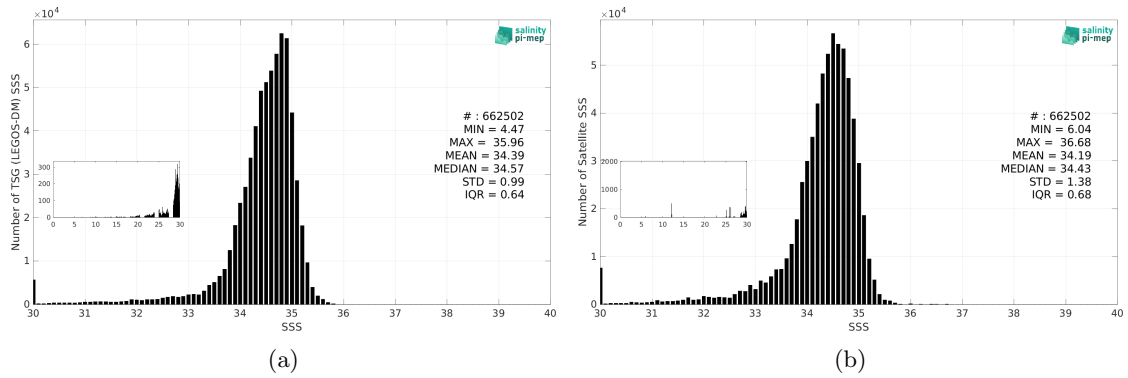 ×10⁴
salinity
pi-mep
Number of TSG (LEGOS-DM) SSS
6
5
4
3
2
1
0
# : 662502
MIN = 4.47
MAX = 35.96
MEAN = 34.39
MEDIAN = 34.57
STD = 0.99
IQR = 0.64
300
200
100
0
0 5 10 15 20 25 30
30 31 32 33 34 35 36 37 38 39 40
SSS
(a)
×10⁴
salinity
pi-mep
Number of Satellite SSS
5
4
3
2
1
0
# : 662502
MIN = 6.04
MAX = 36.68
MEAN = 34.19
MEDIAN = 34.43
STD = 1.38
IQR = 0.68
2000
1000
0
0 5 10 15 20 25 30
30 31 32 33 34 35 36 37 38 39 40
SSS
(b)